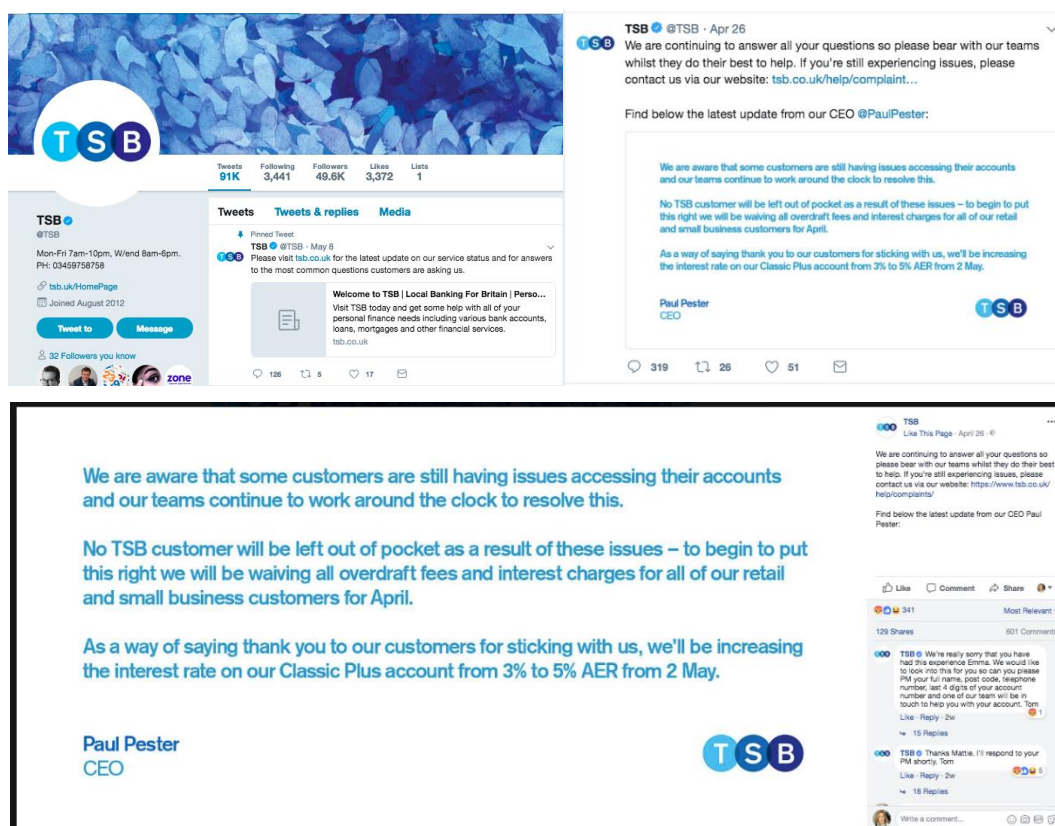 TSB
Tweets Following Followers Likes Lists
91K 3,441 49.6K 3,372 1
TSB
@TSB
Mon-Fri 7am-10pm, W/end 8am-6pm.
PH: 03459758758
tsb.uk/HomePage
Joined August 2012
Tweet to Message
32 Followers you know
zone
Tweets Tweets & replies Media
Pinned Tweet
TSB @TSB · May 8
TSB
Please visit tsb.co.uk for the latest update on our service status and for answers
to the most common questions customers are asking us.
Welcome to TSB | Local Banking For Britain | Perso...
Visit TSB today and get some help with all of your
personal finance needs including various bank accounts,
loans, mortgages and other financial services.
tsb.co.uk
126 5 17
TSB @TSB · Apr 26
TSB
We are continuing to answer all your questions so please bear with our teams
whilst they do their best to help. If you're still experiencing issues, please
contact us via our website: tsb.co.uk/help/complaint…
Find below the latest update from our CEO @PaulPester:
We are aware that some customers are still having issues accessing their accounts
and our teams continue to work around the clock to resolve this.
No TSB customer will be left out of pocket as a result of these issues – to begin to put
this right we will be waiving all overdraft fees and interest charges for all of our retail
and small business customers for April.
As a way of saying thank you to our customers for sticking with us, we'll be increasing
the interest rate on our Classic Plus account from 3% to 5% AER from 2 May.
Paul Pester
CEO
TSB
319 26 51
We are aware that some customers are still having issues accessing their accounts
and our teams continue to work around the clock to resolve this.
No TSB customer will be left out of pocket as a result of these issues – to begin to put
this right we will be waiving all overdraft fees and interest charges for all of our retail
and small business customers for April.
As a way of saying thank you to our customers for sticking with us, we'll be increasing
the interest rate on our Classic Plus account from 3% to 5% AER from 2 May.
Paul Pester
CEO
TSB
TSB
Like This Page · April 26 ·
We are continuing to answer all your questions so
please bear with our teams whilst they do their best
to help. If you're still experiencing issues, please
contact us via our website: https://www.tsb.co.uk/
help/complaints/
Find below the latest update from our CEO Paul
Pester:
Like Comment Share
341 Most Relevant
129 Shares 601 Comments
TSB We're really sorry that you have
had this experience Emma. We would like
to look into this for you so can you please
PM your full name, post code, telephone
number, last 4 digits of your account
number and one of our team will be in
touch to help you with your account. Tom
1
Like · Reply · 2w
15 Replies
TSB Thanks Mattie. I'll respond to your
PM shortly. Tom
5
Like · Reply · 2w
18 Replies
Write a comment...